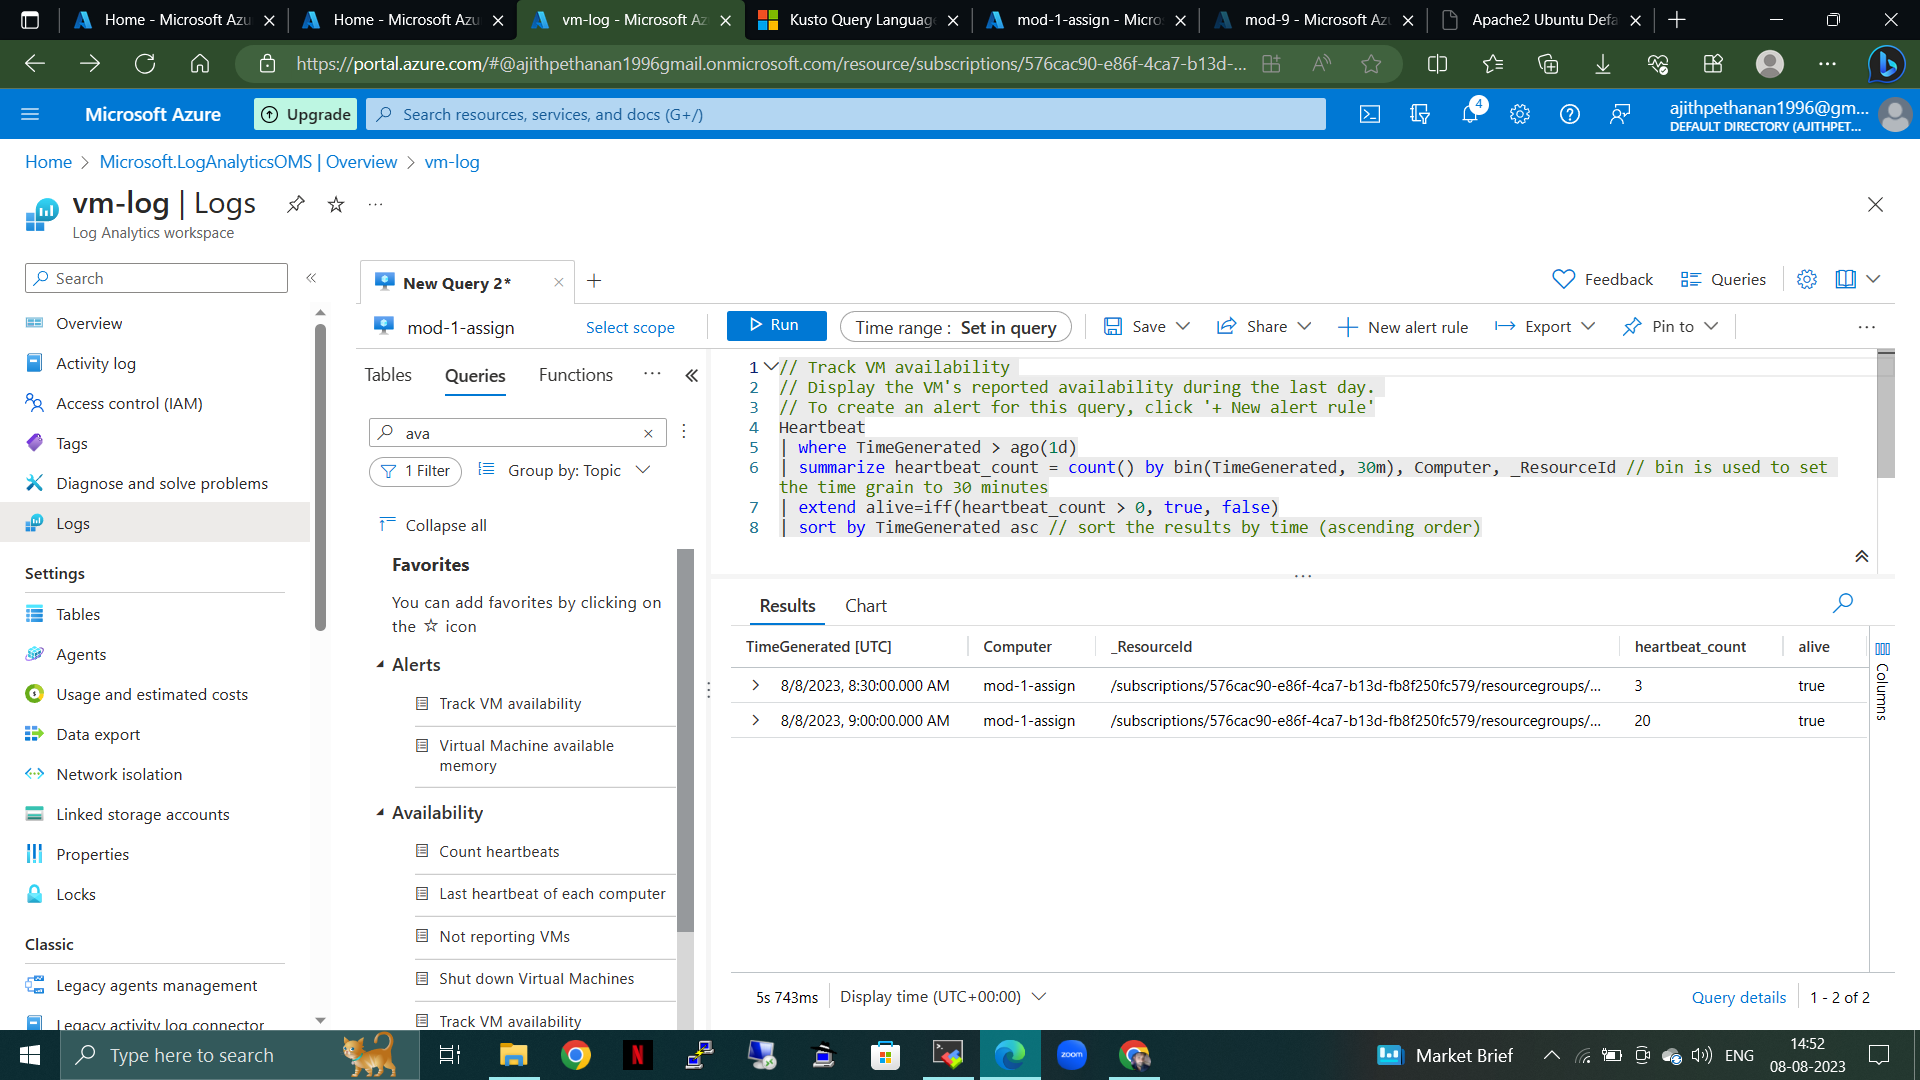 Home - Microsoft Azu
Home - Microsoft Azu
vm-log - Microsoft Az
Kusto Query Language
mod-1-assign - Micros
mod-9 - Microsoft Az
Apache2 Ubuntu Defa
https://portal.azure.com/#@ajithpethanan1996gmail.onmicrosoft.com/resource/subscriptions/576cac90-e86f-4ca7-b13d-...
Microsoft Azure
Upgrade
Search resources, services, and docs (G+/)
4
ajithpethanan1996@gm...
DEFAULT DIRECTORY (AJITHPET...
Home > Microsoft.LogAnalyticsOMS | Overview > vm-log
vm-log | Logs
...
Log Analytics workspace
Search
Overview
Activity log
Access control (IAM)
Tags
Diagnose and solve problems
Logs
Settings
Tables
Agents
Usage and estimated costs
Data export
Network isolation
Linked storage accounts
Properties
Locks
Classic
Legacy agents management
Legacy activity log connector
New Query 2*
Feedback
Queries
mod-1-assign
Select scope
Run
Time range : Set in query
Save
Share
New alert rule
Export
Pin to
...
Tables
Queries
Functions
...
ava
1 Filter
Group by: Topic
Collapse all
Favorites
You can add favorites by clicking on
the ☆ icon
Alerts
Track VM availability
Virtual Machine available
memory
Availability
Count heartbeats
Last heartbeat of each computer
Not reporting VMs
Shut down Virtual Machines
Track VM availability
1 // Track VM availability
2 // Display the VM's reported availability during the last day.
3 // To create an alert for this query, click '+ New alert rule'
4 Heartbeat
5 | where TimeGenerated > ago(1d)
6 | summarize heartbeat_count = count() by bin(TimeGenerated, 30m), Computer, _ResourceId // bin is used to set
the time grain to 30 minutes
7 | extend alive=iff(heartbeat_count > 0, true, false)
8 | sort by TimeGenerated asc // sort the results by time (ascending order)
...
Results
Chart
TimeGenerated [UTC] Computer _ResourceId heartbeat_count alive
8/8/2023, 8:30:00.000 AM mod-1-assign /subscriptions/576cac90-e86f-4ca7-b13d-fb8f250fc579/resourcegroups/... 3 true
8/8/2023, 9:00:00.000 AM mod-1-assign /subscriptions/576cac90-e86f-4ca7-b13d-fb8f250fc579/resourcegroups/... 20 true
Columns
5s 743ms
Display time (UTC+00:00)
Query details
1 - 2 of 2
Type here to search
N
zoom
Market Brief
ENG
14:52
08-08-2023